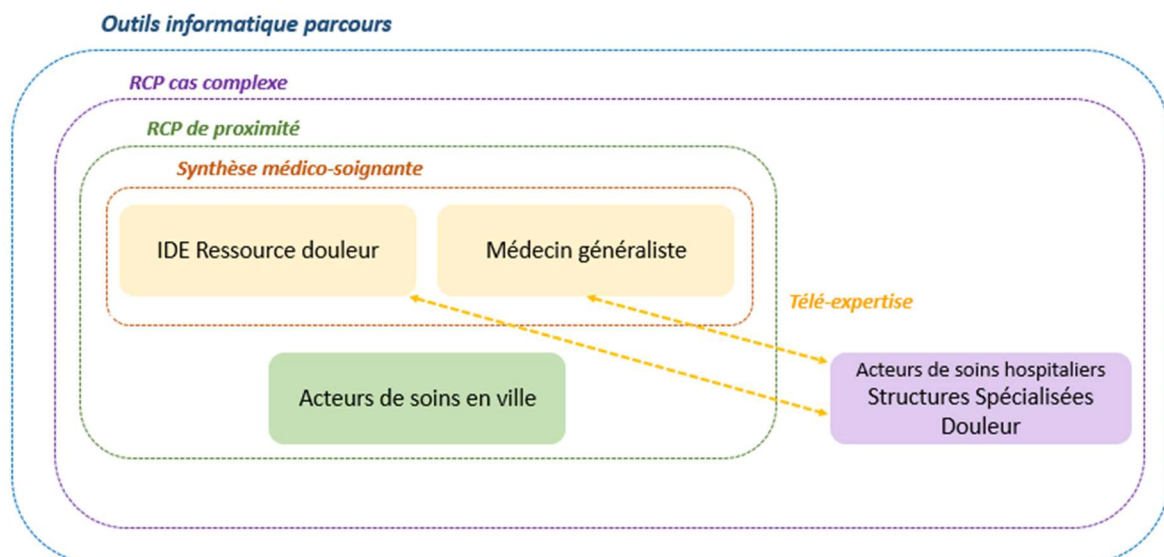 Outils informatique parcours
RCP cas complexe
RCP de proximité
Synthèse médico-soignante
IDE Ressource douleur
Médecin généraliste
Télé-expertise
Acteurs de soins en ville
Acteurs de soins hospitaliers
Structures Spécialisées
Douleur